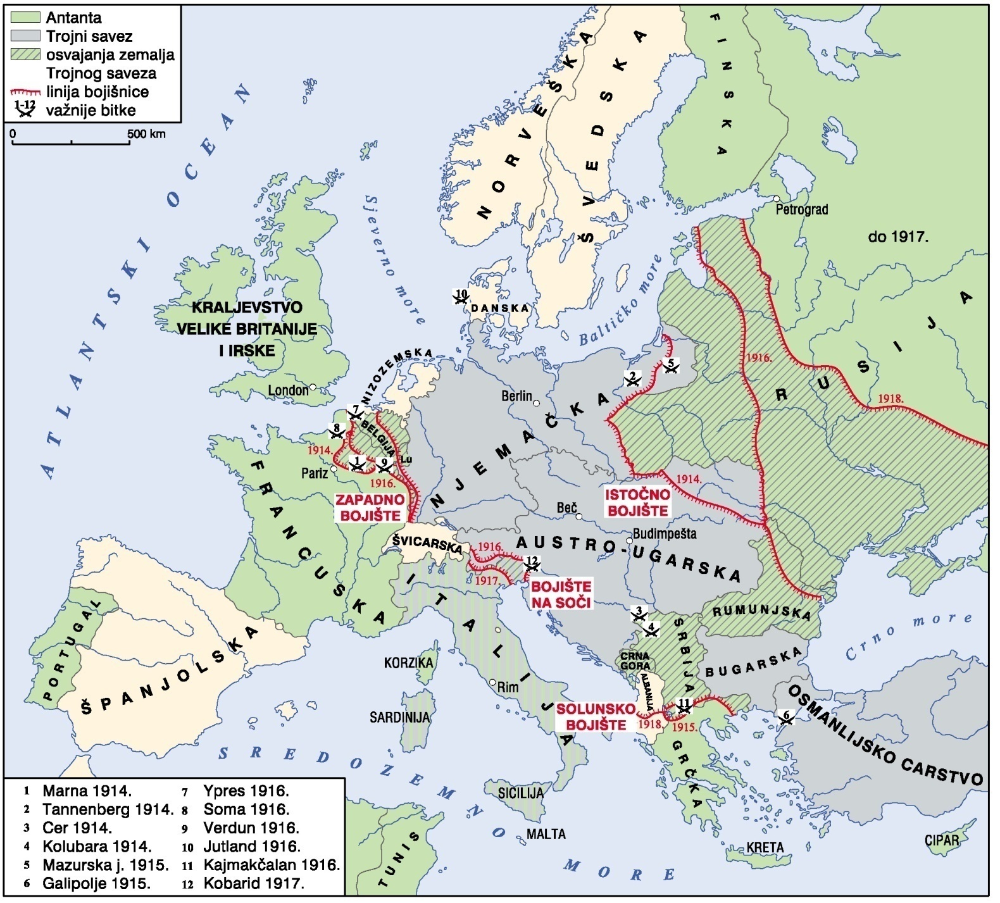 Antanta
Trojni savez
osvajanja zemalja
Trojnog saveza
linija bojišnice
1-12
važnije bitke
0 500 km
ATLANTSKI OCEAN
NORVEŠKA
ŠVEDSKA
FINSKA
Petrograd
do 1917.
Sjeverno more
Baltičko more
10
DANSKA
KRALJEVSTVO
VELIKE BRITANIJE
I IRSKE
London
NIZOZEMSKA
Berlin
NJEMAČKA
2
5
1916.
RUSIJA
1918.
7
8
BELGIJA
Lu
1914.
1
9
Pariz
1916.
ZAPADNO
BOJIŠTE
FRANCUSKA
1914.
ISTOČNO
BOJIŠTE
Beč
Budimpešta
ŠVICARSKA
AUSTRO-UGARSKA
1916.
12
1917.
BOJIŠTE
NA SOČI
ITALIJA
PORTUGAL
ŠPANJOLSKA
KORZIKA
Rim
SARDINIJA
3
4
SRBIJA
RUMUNJSKA
Crno more
CRNA
GORA
BUGARSKA
ALBANIJA
11
SOLUNSKO
BOJIŠTE
1918.
1915.
6
OSMANLIJSKO CARSTVO
GRČKA
SREDOZEMNO MORE
SICILIJA
MALTA
KRETA
CIPAR
TUNIS
1 Marna 1914.
2 Tannenberg 1914.
3 Cer 1914.
4 Kolubara 1914.
5 Mazurska j. 1915.
6 Galipolje 1915.
7 Ypres 1916.
8 Soma 1916.
9 Verdun 1916.
10 Jutland 1916.
11 Kajmakčalan 1916.
12 Kobarid 1917.